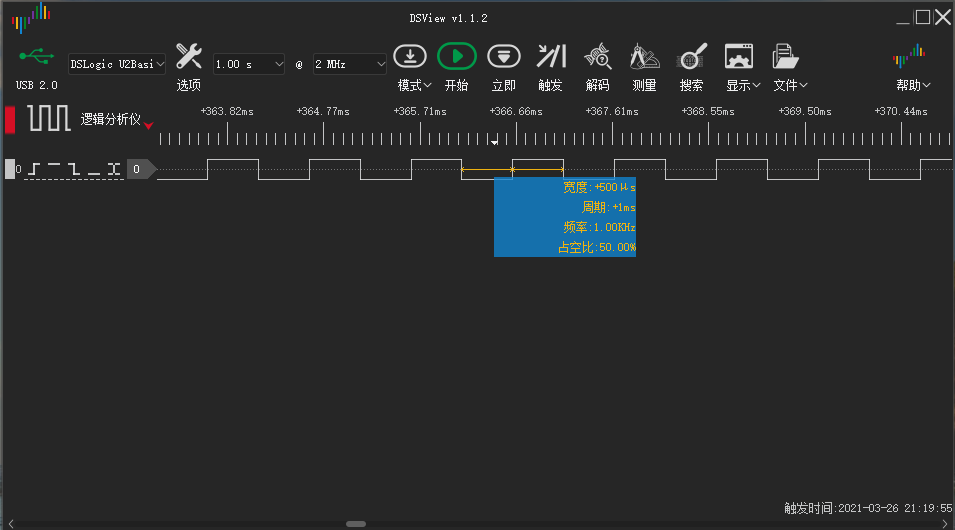 DSView v1.1.2
DSLogic U2Basi
1.00 s
@
2 MHz
USB 2.0
选项
模式
开始
立即
触发
解码
测量
搜索
显示
文件
帮助
逻辑分析仪
+363.82ms
+364.77ms
+365.71ms
+366.66ms
+367.61ms
+368.55ms
+369.50ms
+370.44ms
0
0
宽度:+500μs
周期:+1ms
频率:1.00KHz
占空比:50.00%
触发时间:2021-03-26 21:19:55